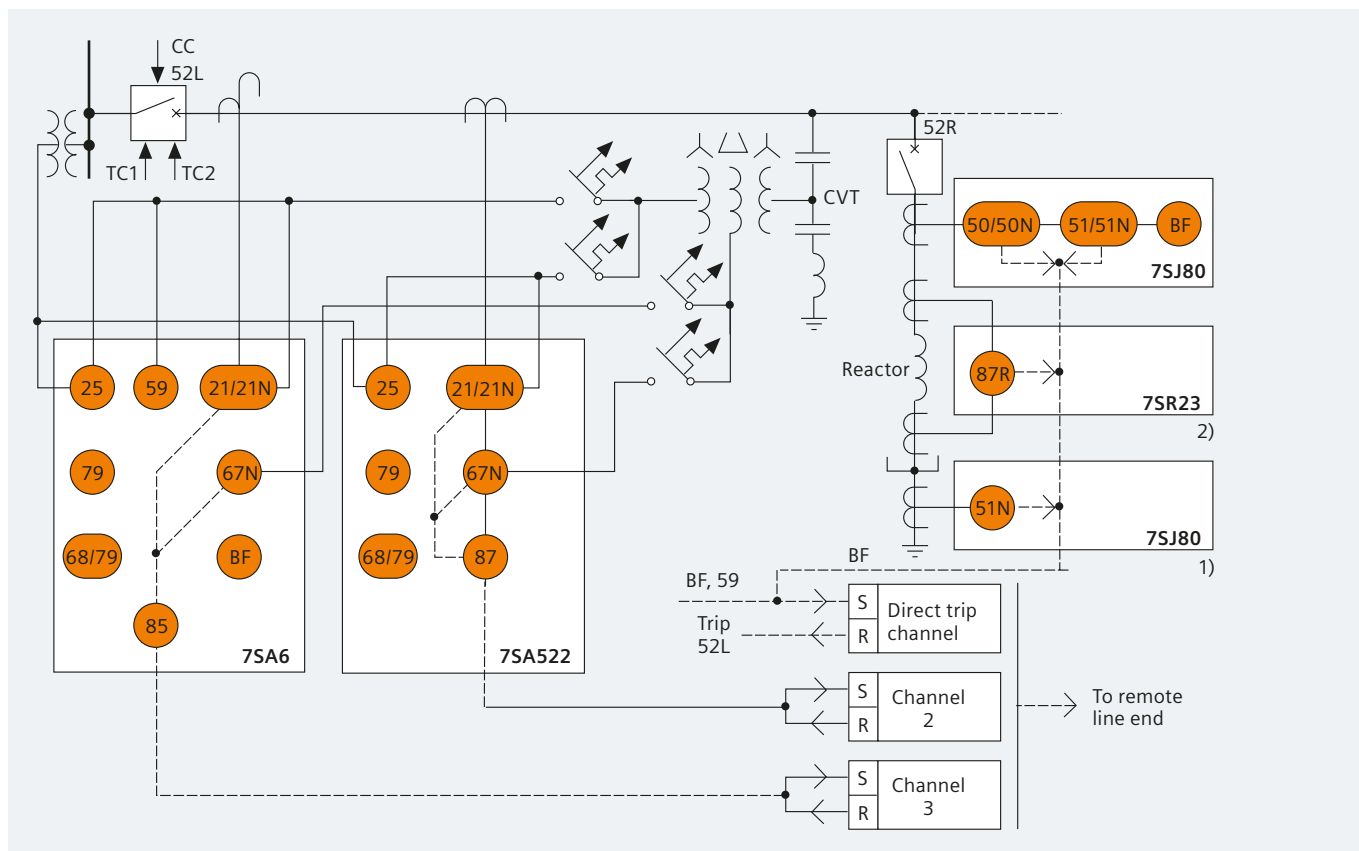 CC
52L
TC1
TC2
52R
CVT
50/50N
51/51N
BF
7SJ80
Reactor
87R
7SR23
2)
51N
7SJ80
1)
25
59
21/21N
79
67N
68/79
BF
85
7SA6
25
21/21N
79
67N
68/79
87
7SA522
BF
BF, 59
Trip
52L
S
R
Direct trip
channel
S
R
Channel
2
S
R
Channel
3
To remote
line end